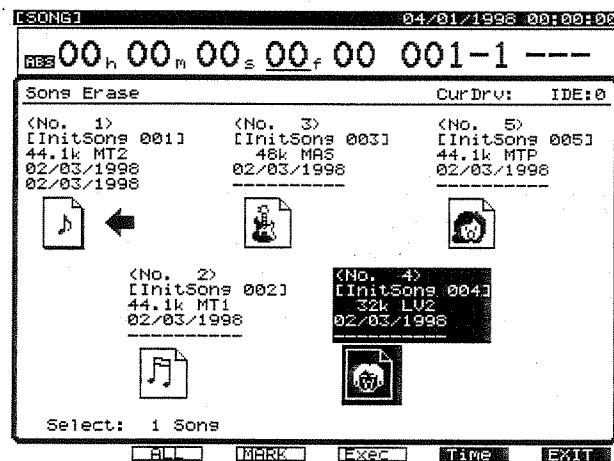 [SONG] 04/01/1998 00:00:00
ABS 00h 00m 00s 00f 00 001-1 ---
Song Erase CurDrv: IDE:0
(No. 1)
[InitSong 001]
44.1k MT2
02/03/1998
02/03/1998
(No. 3)
[InitSong 003]
48k MAS
02/03/1998
----------
(No. 5)
[InitSong 005]
44.1k MTP
02/03/1998
----------
(No. 2)
[InitSong 002]
44.1k MT1
02/03/1998
----------
(No. 4)
[InitSong 004]
32k LV2
02/03/1998
----------
Select: 1 Song
ALL MARK Exec Time EXIT